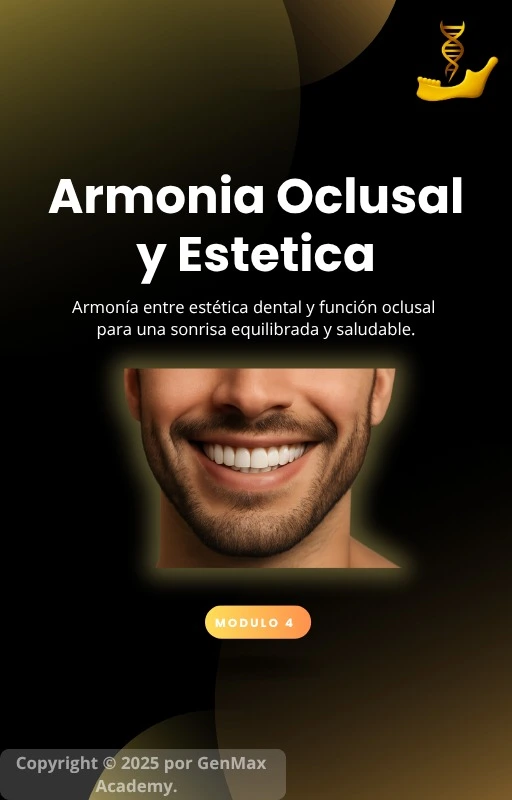 Armonia Oclusal
y Estetica
Armonía entre estética dental y función oclusal
para una sonrisa equilibrada y saludable.
MODULO 4
Copyright © 2025 por GenMax
Academy.